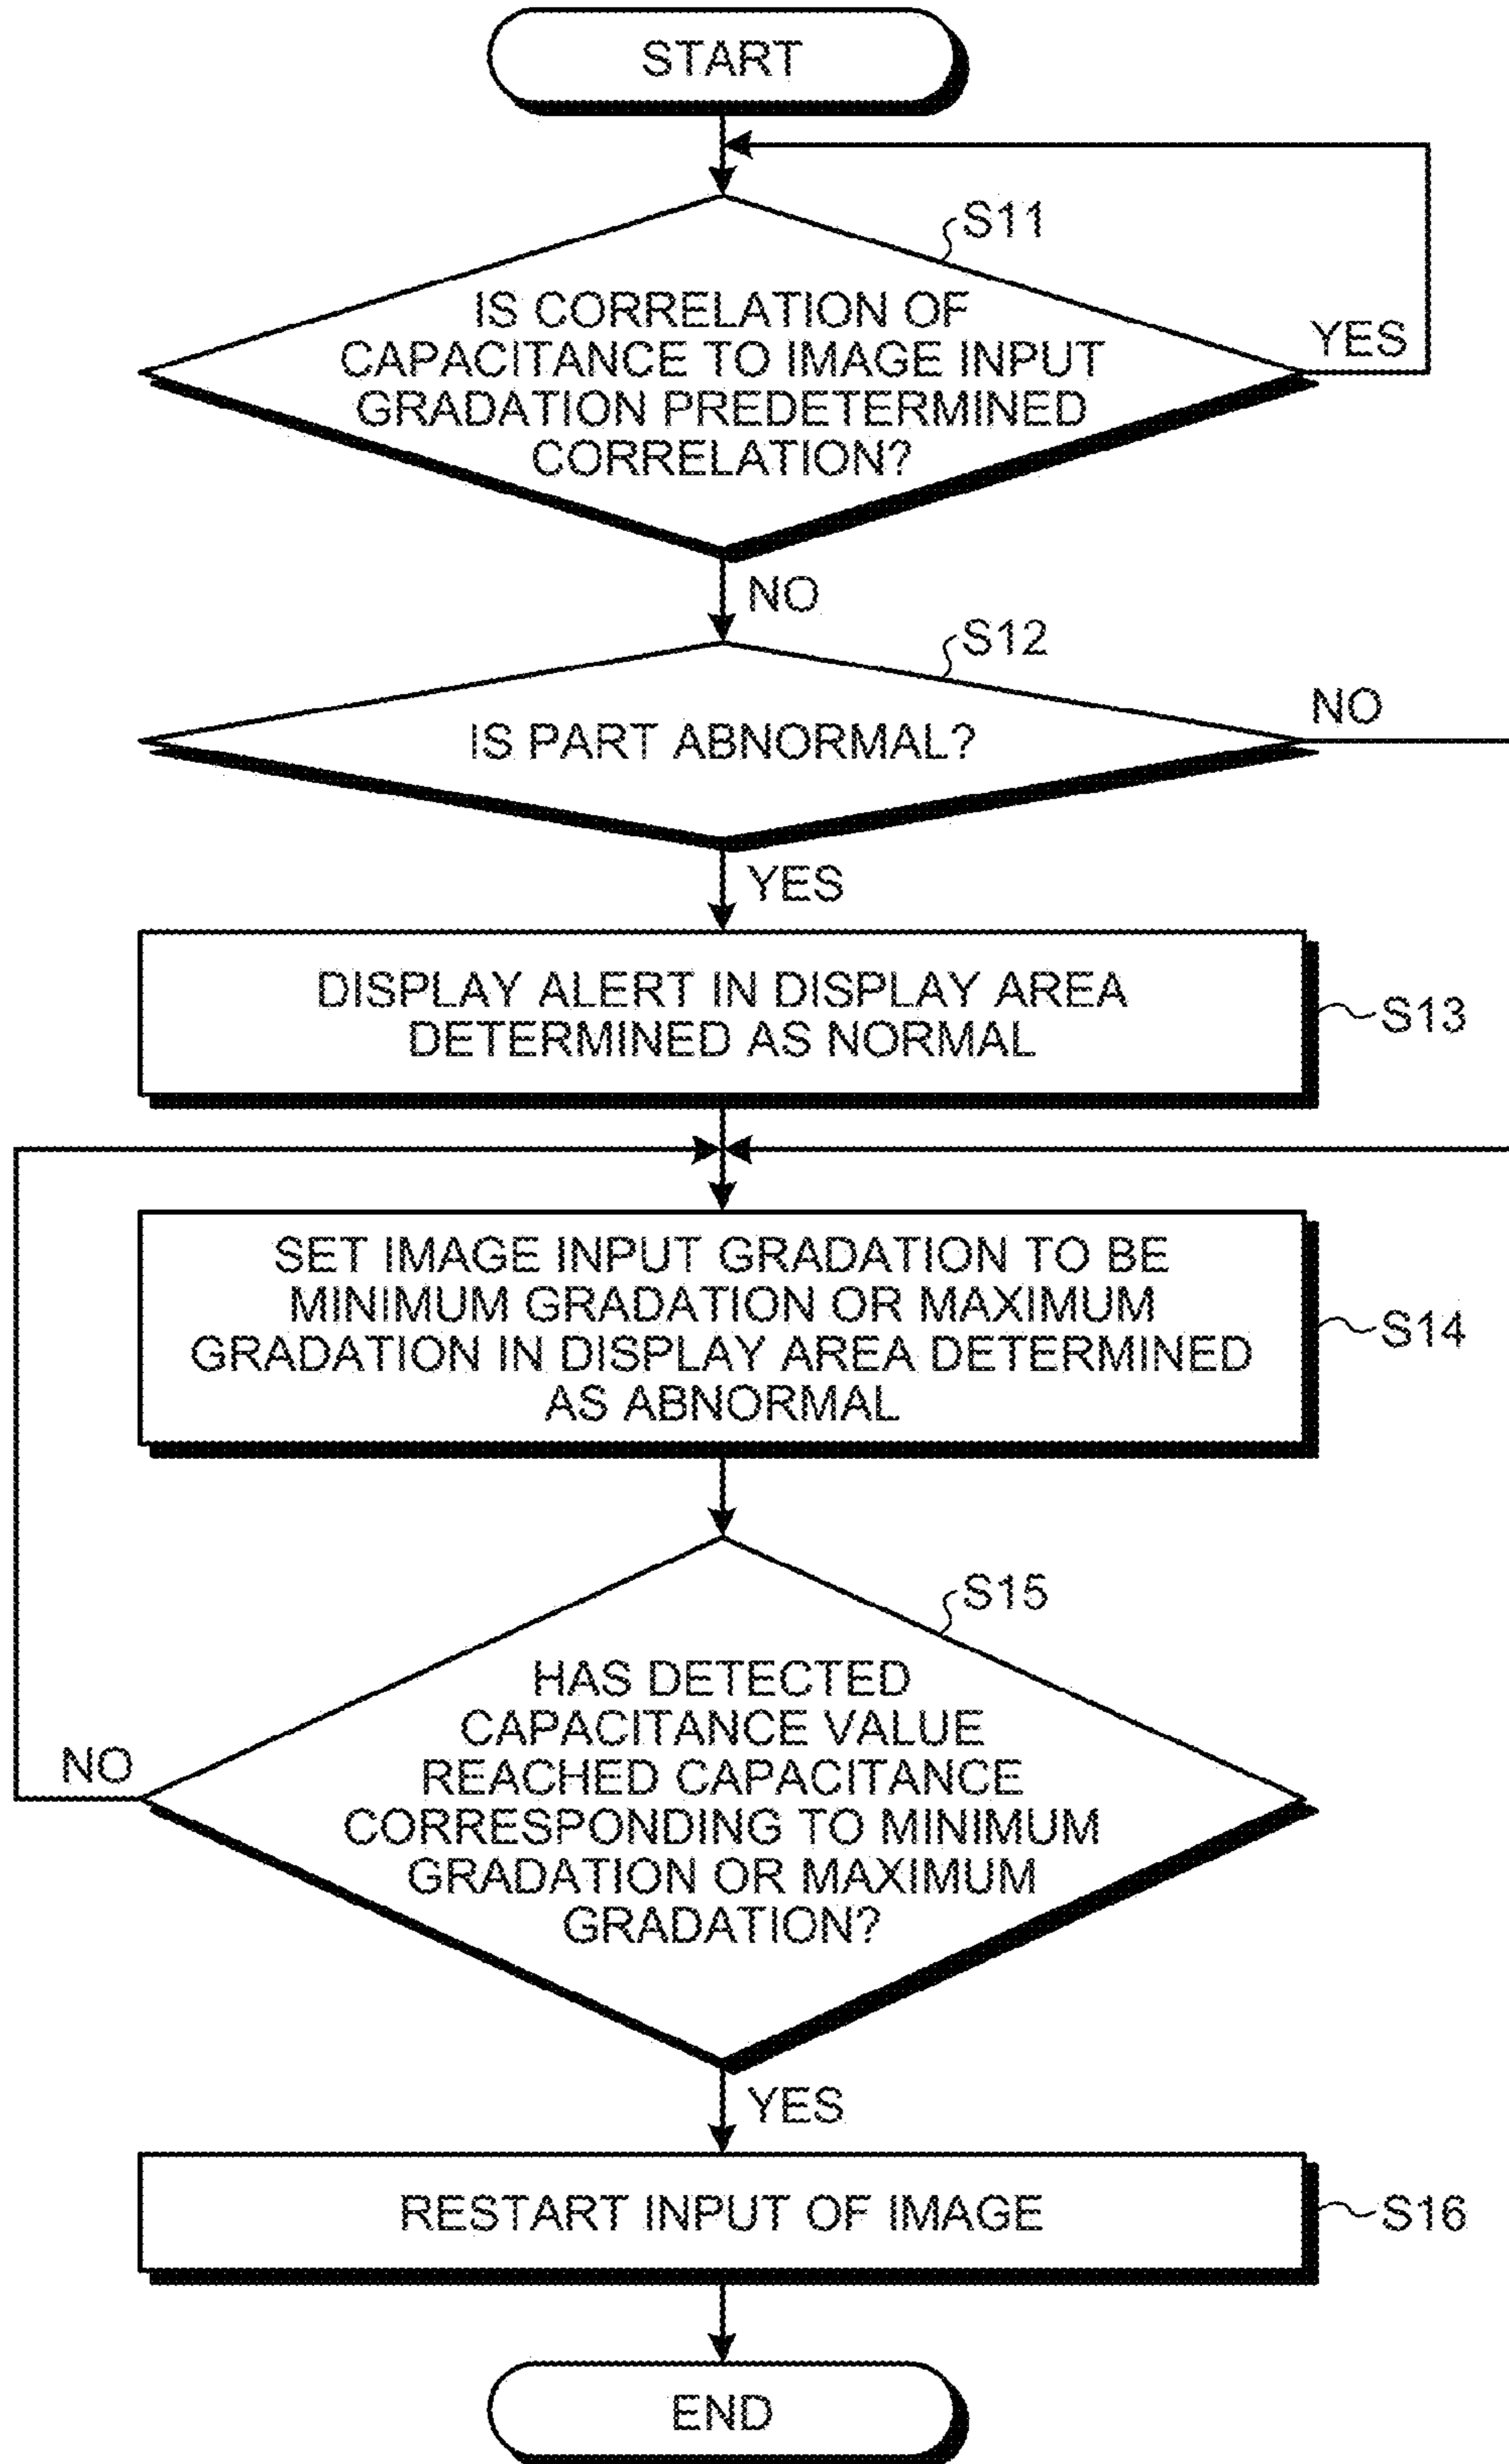 START
S11
IS CORRELATION OF
CAPACITANCE TO IMAGE INPUT
GRADATION PREDETERMINED
CORRELATION?
YES
NO
S12
IS PART ABNORMAL?
NO
YES
DISPLAY ALERT IN DISPLAY AREA
DETERMINED AS NORMAL
S13
SET IMAGE INPUT GRADATION TO BE
MINIMUM GRADATION OR MAXIMUM
GRADATION IN DISPLAY AREA DETERMINED
AS ABNORMAL
S14
S15
HAS DETECTED
CAPACITANCE VALUE
REACHED CAPACITANCE
CORRESPONDING TO MINIMUM
GRADATION OR MAXIMUM
GRADATION?
NO
YES
RESTART INPUT OF IMAGE
S16
END